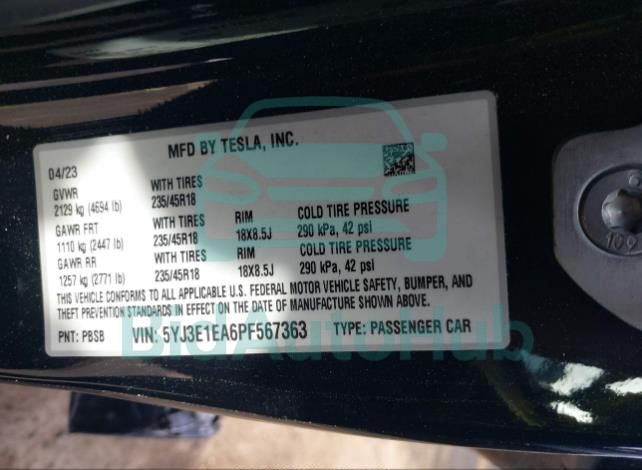 MFD BY TESLA, INC.
04/23
GVWR WITH TIRES
2129 kg (4694 lb) 235/45R18
GAWR FRT WITH TIRES RIM COLD TIRE PRESSURE
1110 kg (2447 lb) 235/45R18 18X8.5J 290 kPa, 42 psi
GAWR RR WITH TIRES RIM COLD TIRE PRESSURE
1257 kg (2771 lb) 235/45R18 18X8.5J 290 kPa, 42 psi
THIS VEHICLE CONFORMS TO ALL APPLICABLE U.S. FEDERAL MOTOR VEHICLE SAFETY, BUMPER, AND
THEFT PREVENTION STANDARDS IN EFFECT ON THE DATE OF MANUFACTURE SHOWN ABOVE.
PNT: PBSB VIN: 5YJ3E1EA6PF567363 TYPE: PASSENGER CAR
BidAutoHub
109